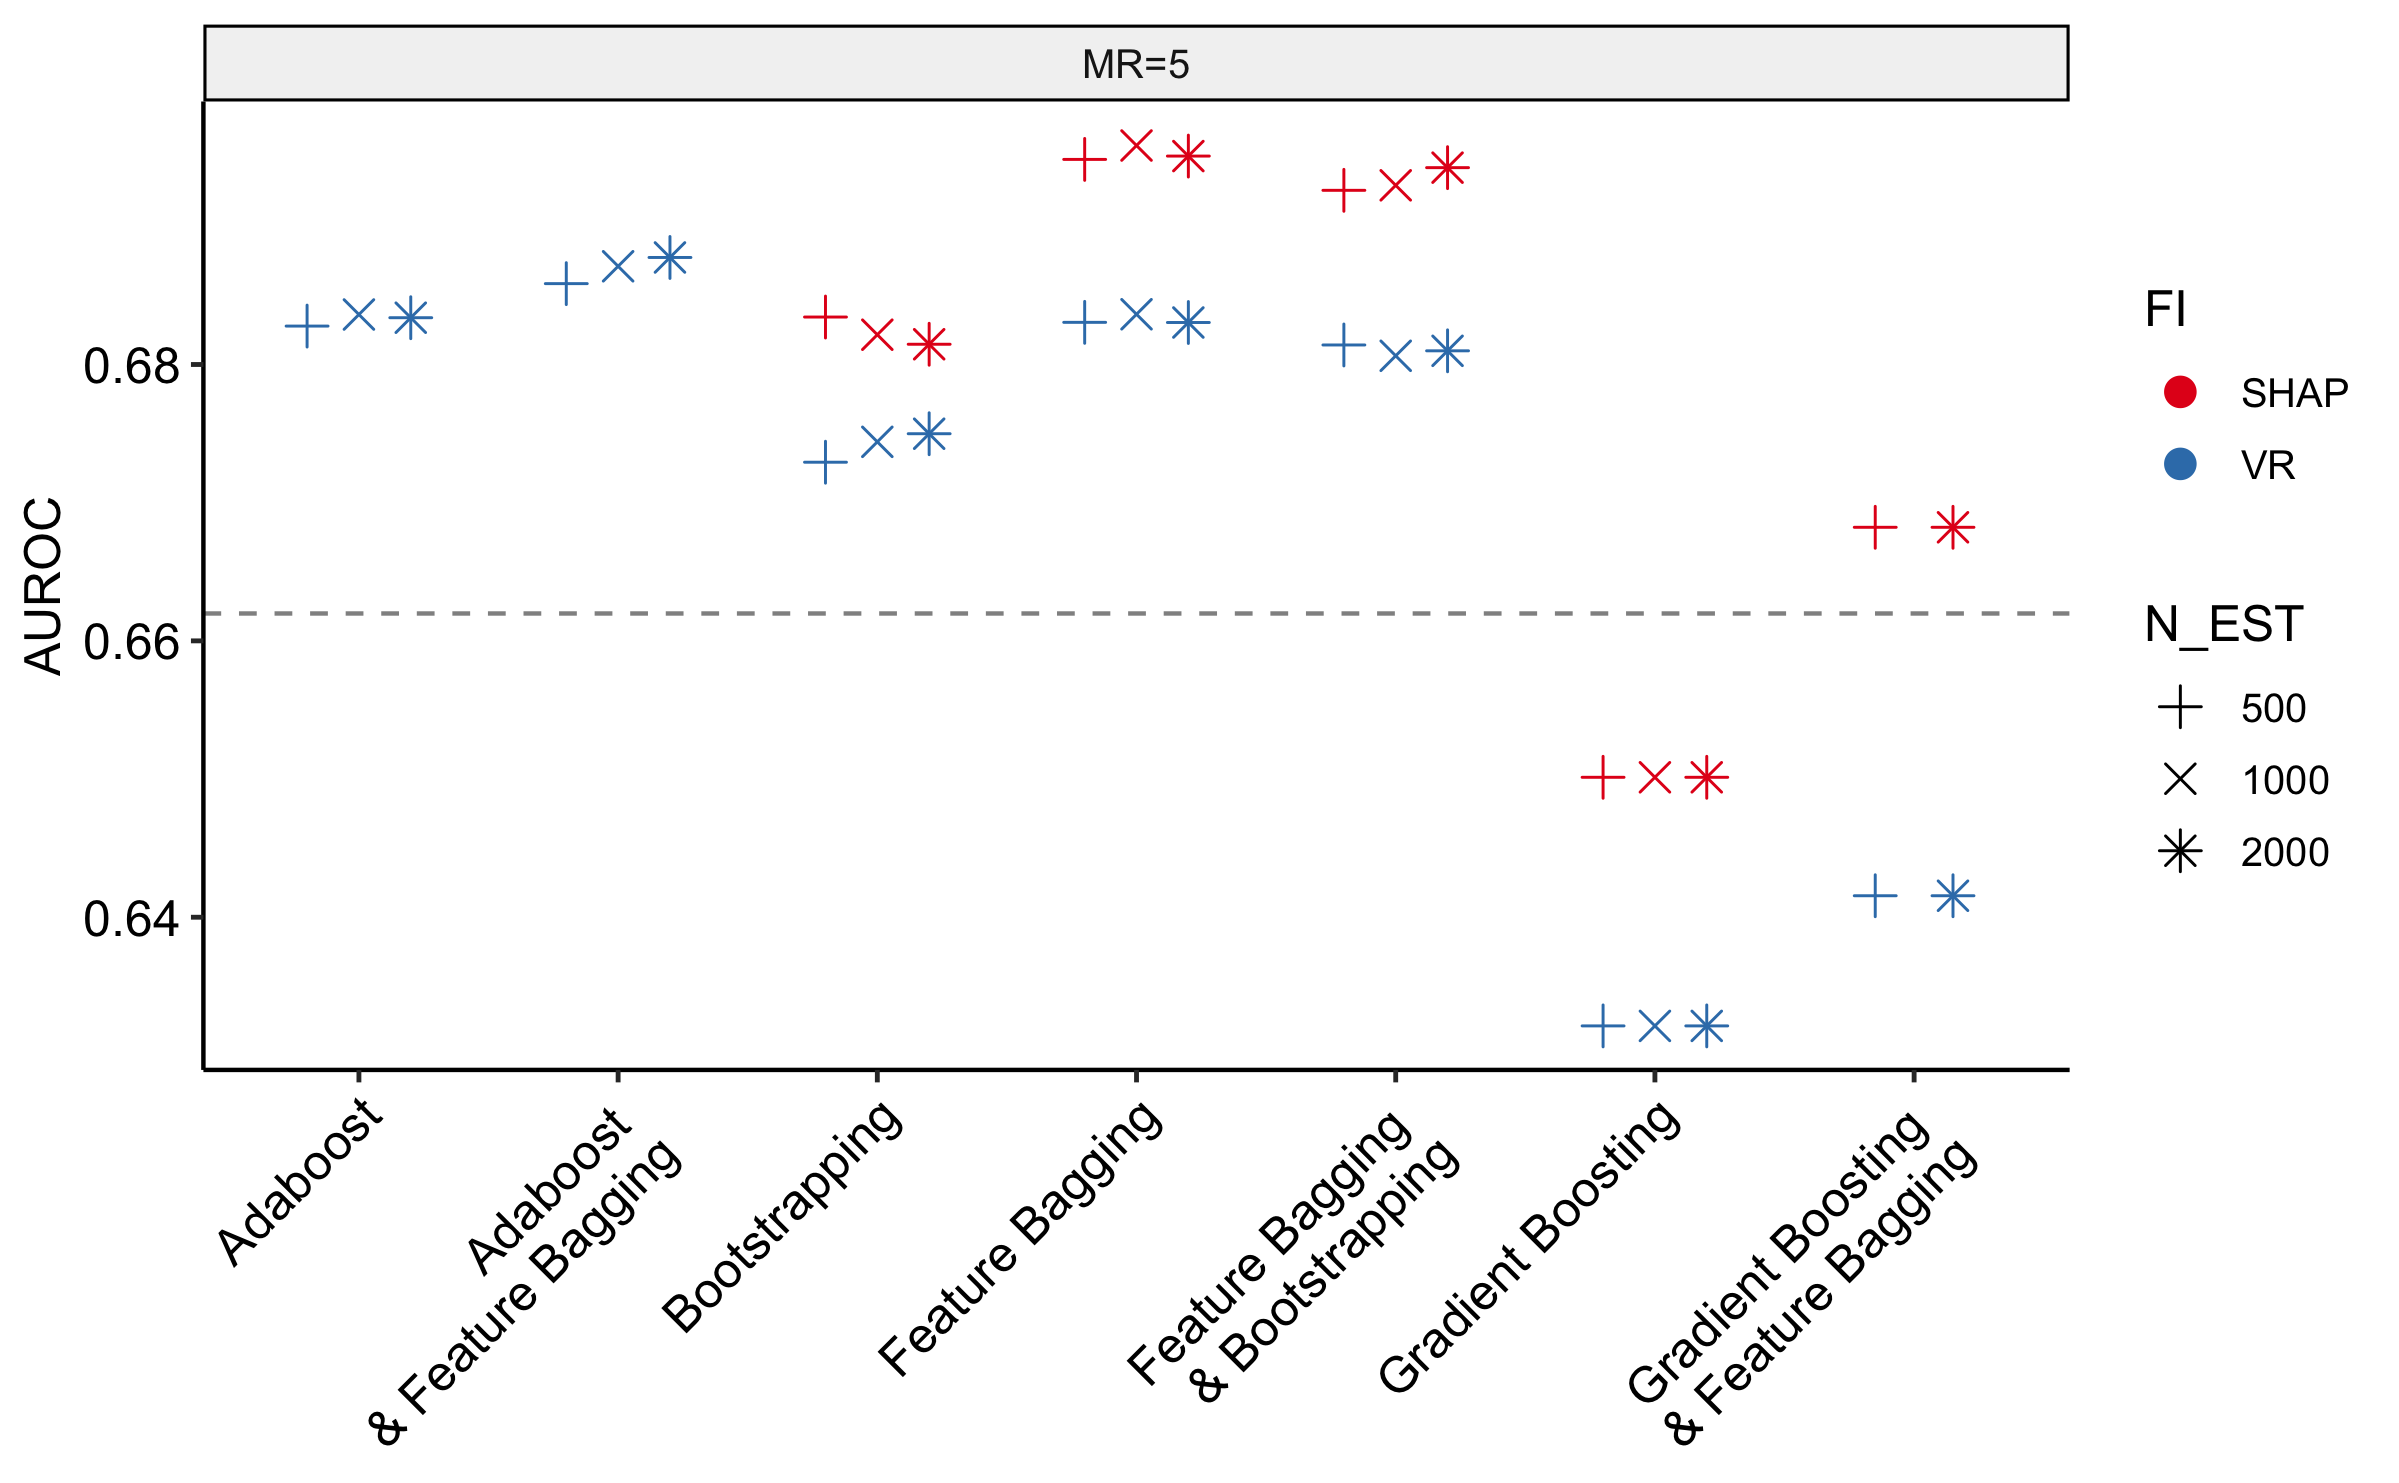 MR=5
AUROC
0.68
0.66
0.64
Adaboost
Adaboost
& Feature Bagging
Bootstrapping
Feature Bagging
Feature Bagging
& Bootstrapping
Gradient Boosting
Gradient Boosting
& Feature Bagging
FI
SHAP
VR
N_EST
500
1000
2000